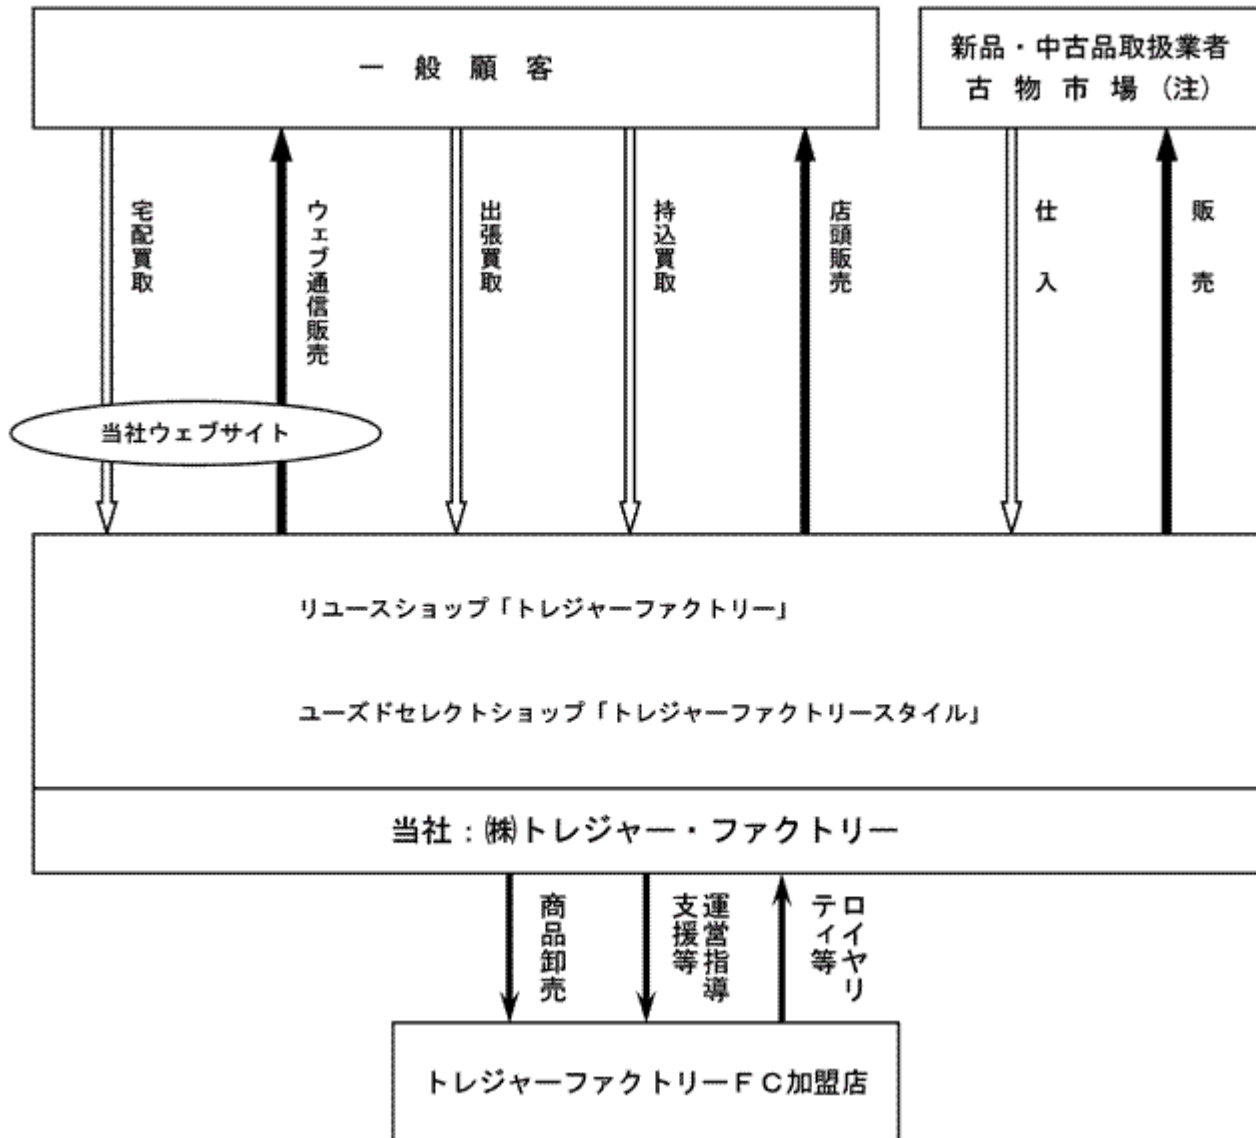 一般顧客
新品・中古品取扱業者
古物市場（注）
宅配買取
ウェブ通信販売
出張買取
持込買取
店頭販売
仕入
販売
当社ウェブサイト
リユースショップ「トレジャーファクトリー」
ユーズドセレクトショップ「トレジャーファクトリースタイル」
当社：㈱トレジャー・ファクトリー
商品卸売
運営指導
支援等
ロイヤリ
ティ等
トレジャーファクトリーＦＣ加盟店